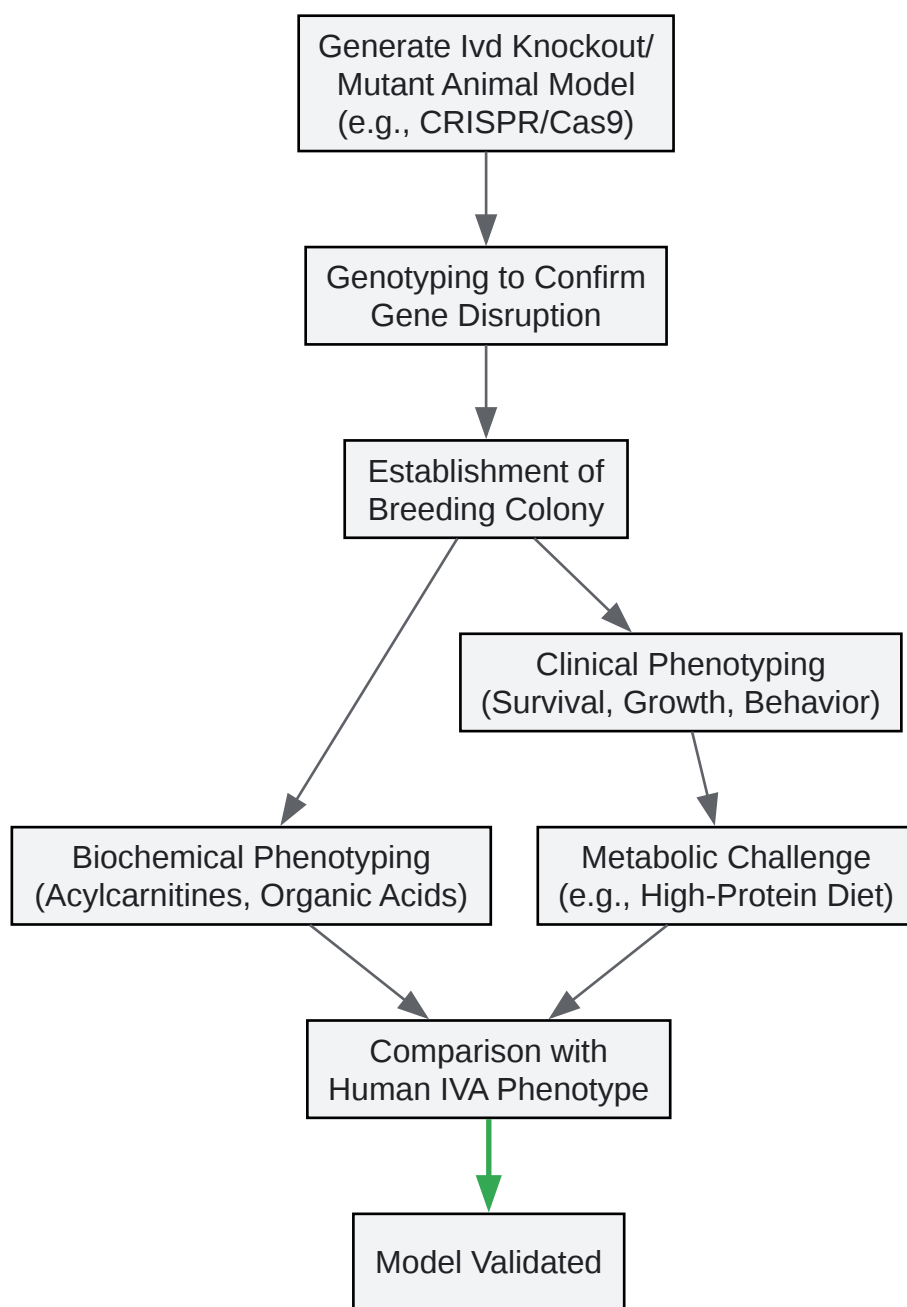 Generate Ivd Knockout/
Mutant Animal Model
(e.g., CRISPR/Cas9)
Genotyping to Confirm
Gene Disruption
Establishment of
Breeding Colony
Clinical Phenotyping
(Survival, Growth, Behavior)
Biochemical Phenotyping
(Acylcarnitines, Organic Acids)
Metabolic Challenge
(e.g., High-Protein Diet)
Comparison with
Human IVA Phenotype
Model Validated